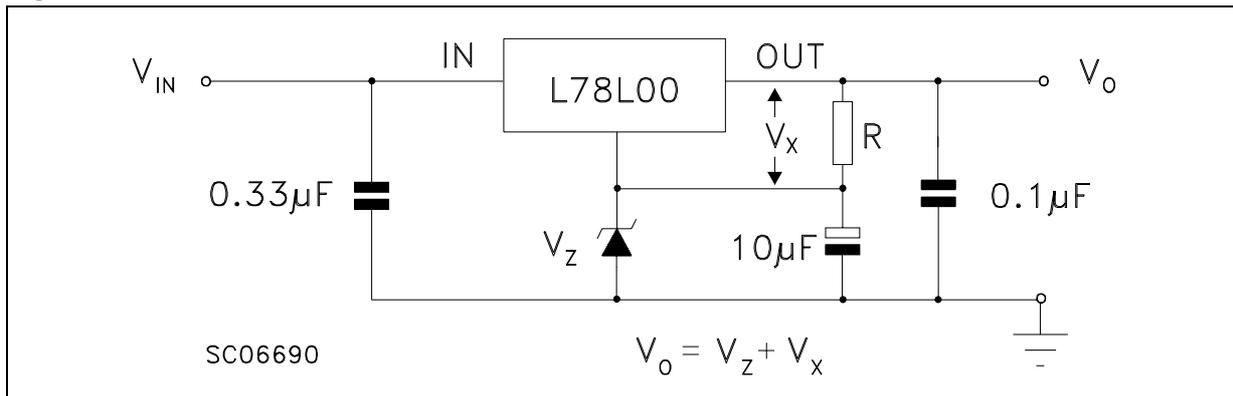 IN
OUT
V_IN
L78L00
V_O
V_X
R
0.33µF
0.1µF
V_Z
10µF
SC06690
V_O = V_Z + V_X